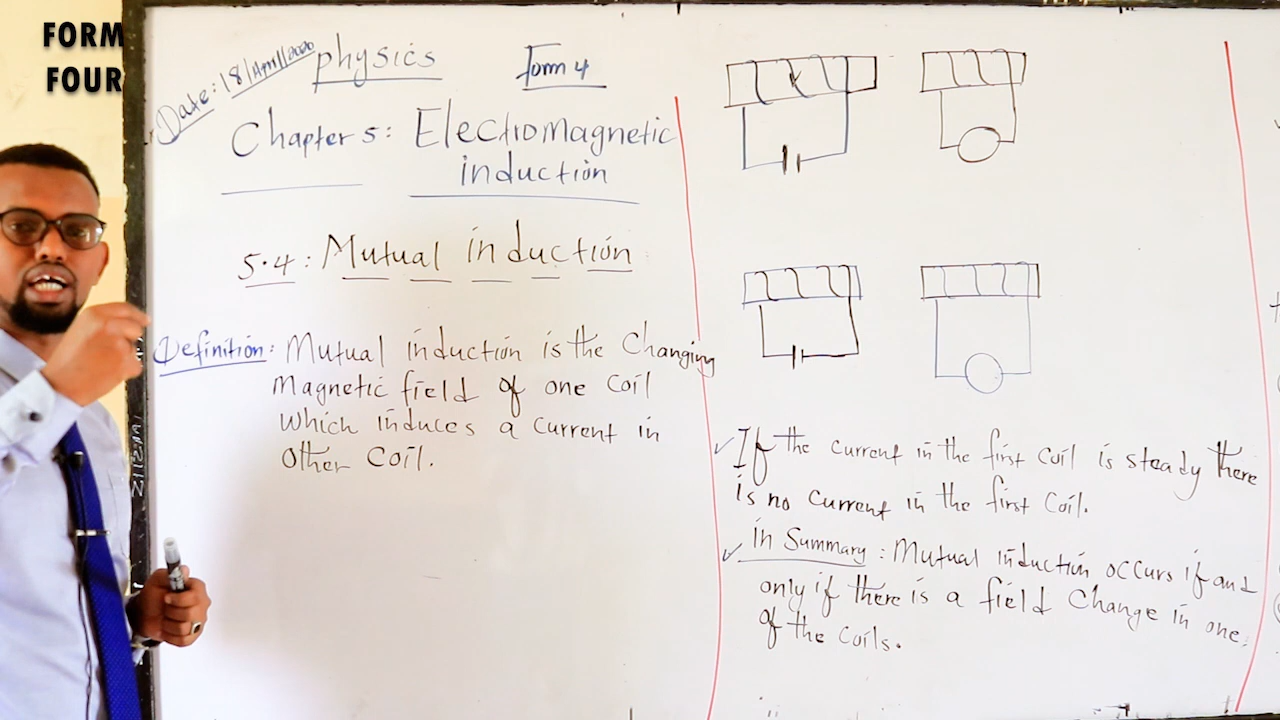 FORM
FOUR
Date: 18/April/2020
physics
Form 4
Chapter 5: Electromagnetic
induction
5.4: Mutual induction
Definition: Mutual induction is the Changing
Magnetic field of one coil
which induces a current in
other coil.
If the current in the first coil is steady there
is no current in the first coil.
in Summary: Mutual induction occurs if and
only if there is a field Change in one
of the coils.